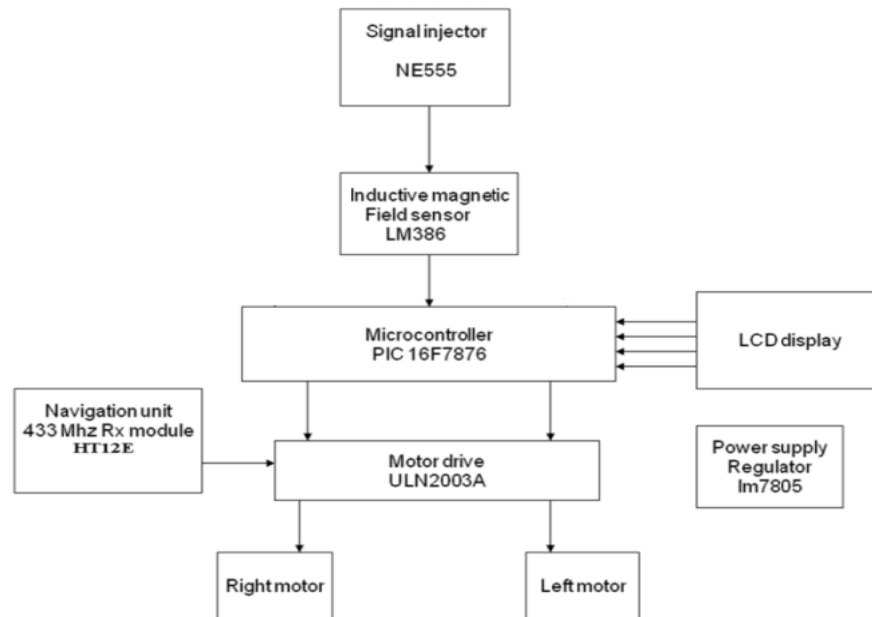 Signal injector
NE555
Inductive magnetic
Field sensor
LM386
Microcontroller
PIC 16F7876
LCD display
Navigation unit
433 Mhz Rx module
HT12E
Motor drive
ULN2003A
Power supply
Regulator
lm7805
Right motor
Left motor